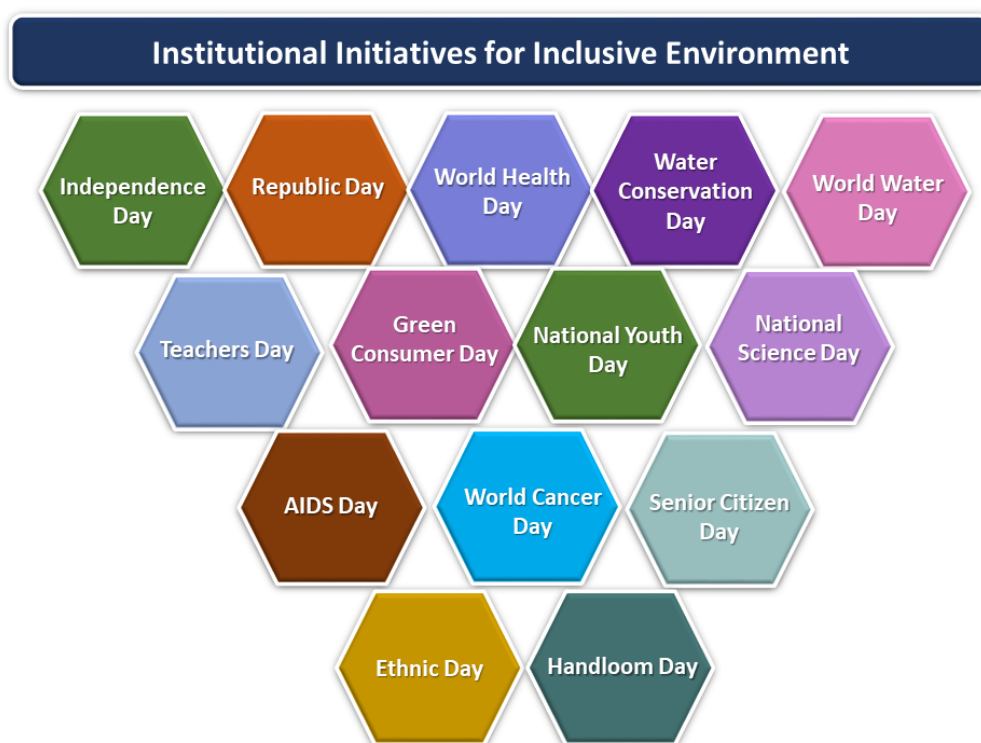 Institutional Initiatives for Inclusive Environment
Independence
Day
Republic Day
World Health
Day
Water
Conservation
Day
World Water
Day
Teachers Day
Green
Consumer Day
National Youth
Day
National
Science Day
AIDS Day
World Cancer
Day
Senior Citizen
Day
Ethnic Day
Handloom Day